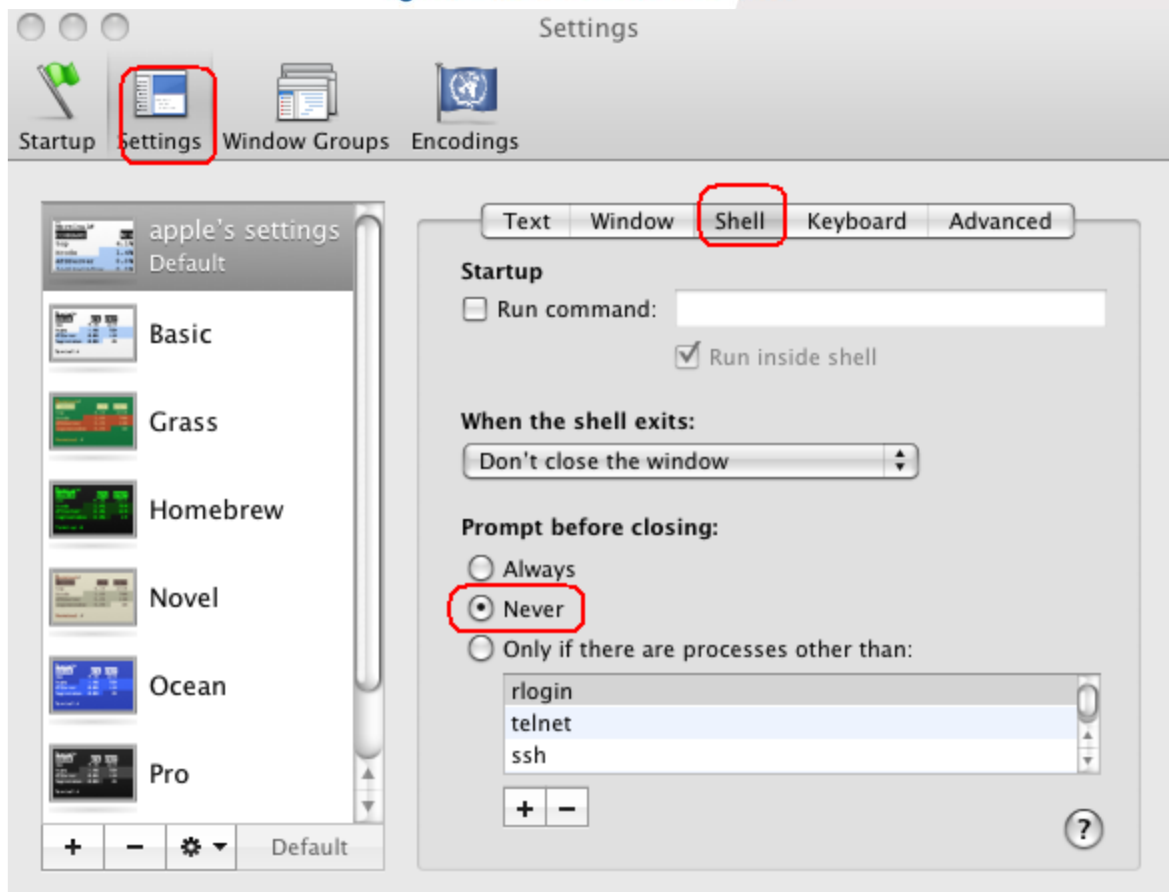 Settings
Startup Settings Window Groups Encodings
apple's settings
Default
Basic
Grass
Homebrew
Novel
Ocean
Pro
+ − Default
Text Window Shell Keyboard Advanced
Startup
Run command:
Run inside shell
When the shell exits:
Don't close the window
Prompt before closing:
Always
Never
Only if there are processes other than:
rlogin
telnet
ssh
+ −
?